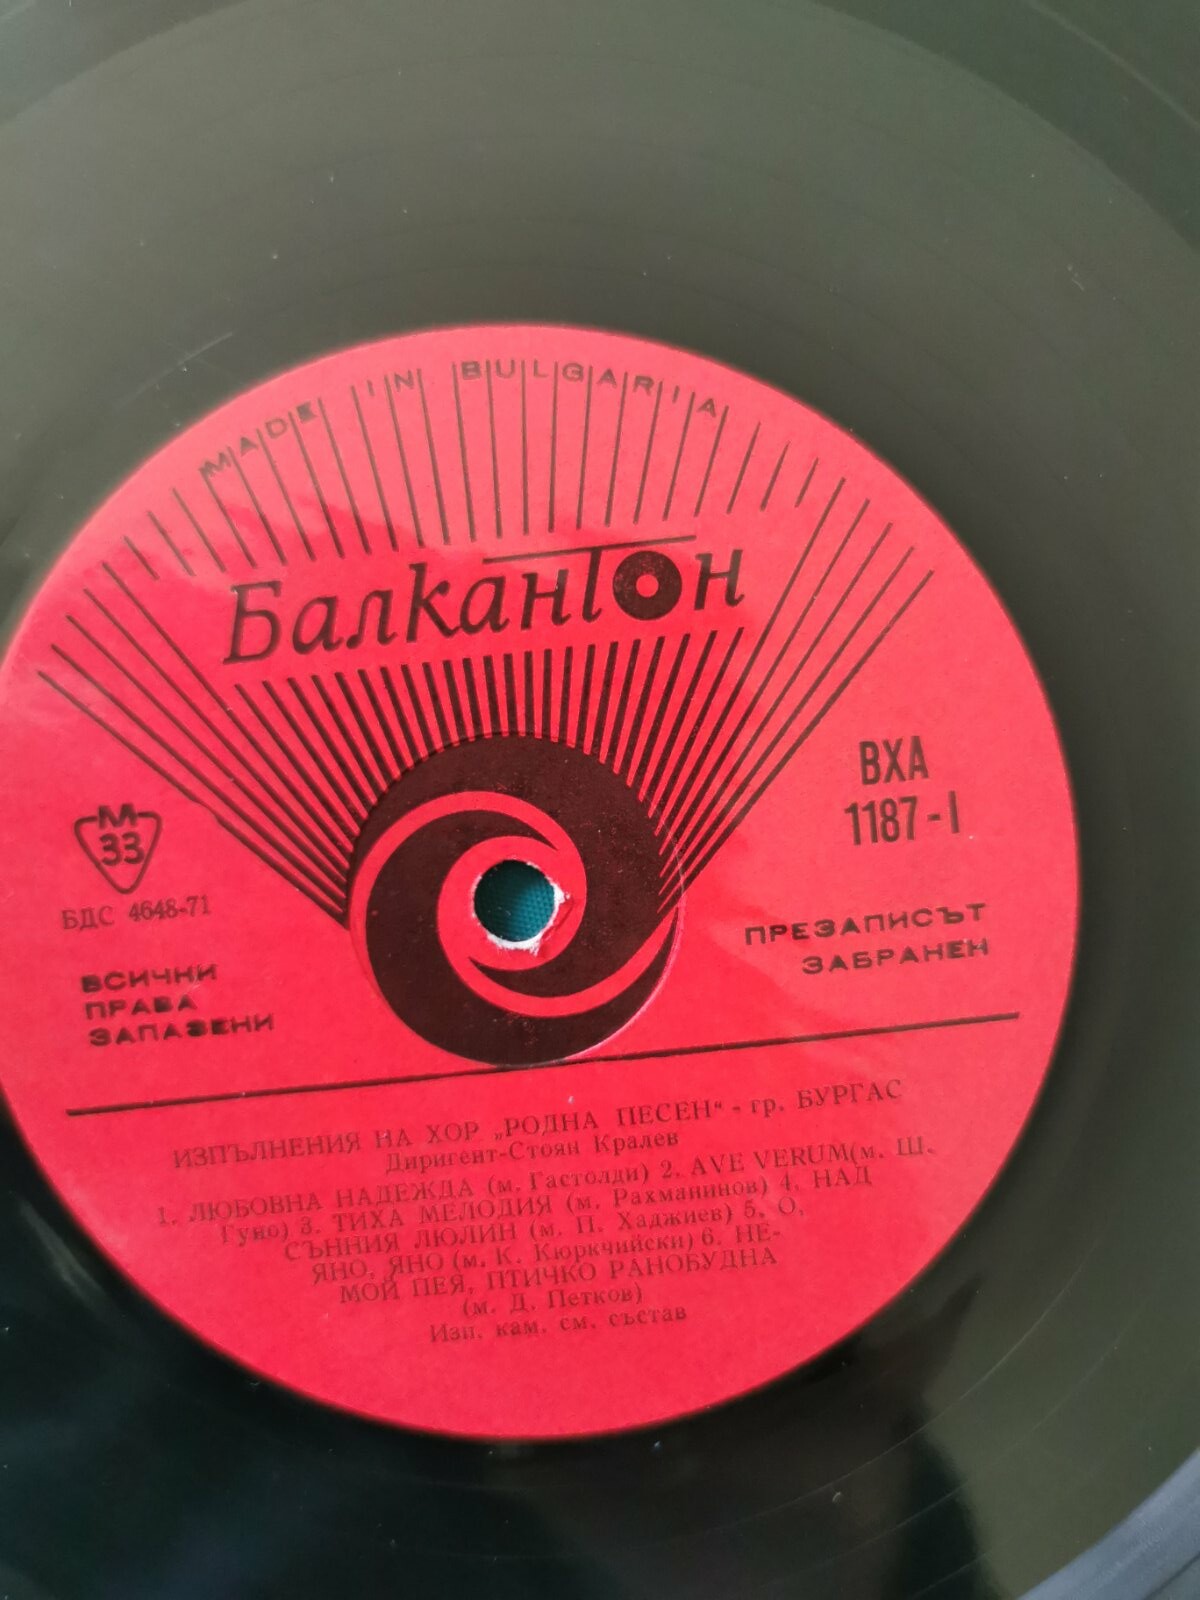 MADE IN BULGARIA
Балкантон
ВХА
1187-I
М
33
БДС 4648-71
ВСИЧНИ
ПРАВА
ЗАПАЗЕНИ
ПРЕЗАПИСЪТ
ЗАБРАНЕН
ИЗПЪЛНЕНИЯ НА ХОР „РОДНА ПЕСЕН“ - гр. БУРГАС
Диригент-Стоян Кралев
1. ЛЮБОВНА НАДЕЖДА (м. Гастолди) 2. AVE VERUM(м. Ш.
Гуно) 3. ТИХА МЕЛОДИЯ (м. Рахманинов) 4. НАД
СЪННИЯ ЛЮЛИН (м. П. Хаджиев) 5. О,
ЯНО, ЯНО (м. К. Кюркчийски) 6. НЕ-
МОЙ ПЕЯ, ПТИЧКО РАНОБУДНА
(м. Д. Петков)
Изп. кам. см. състав